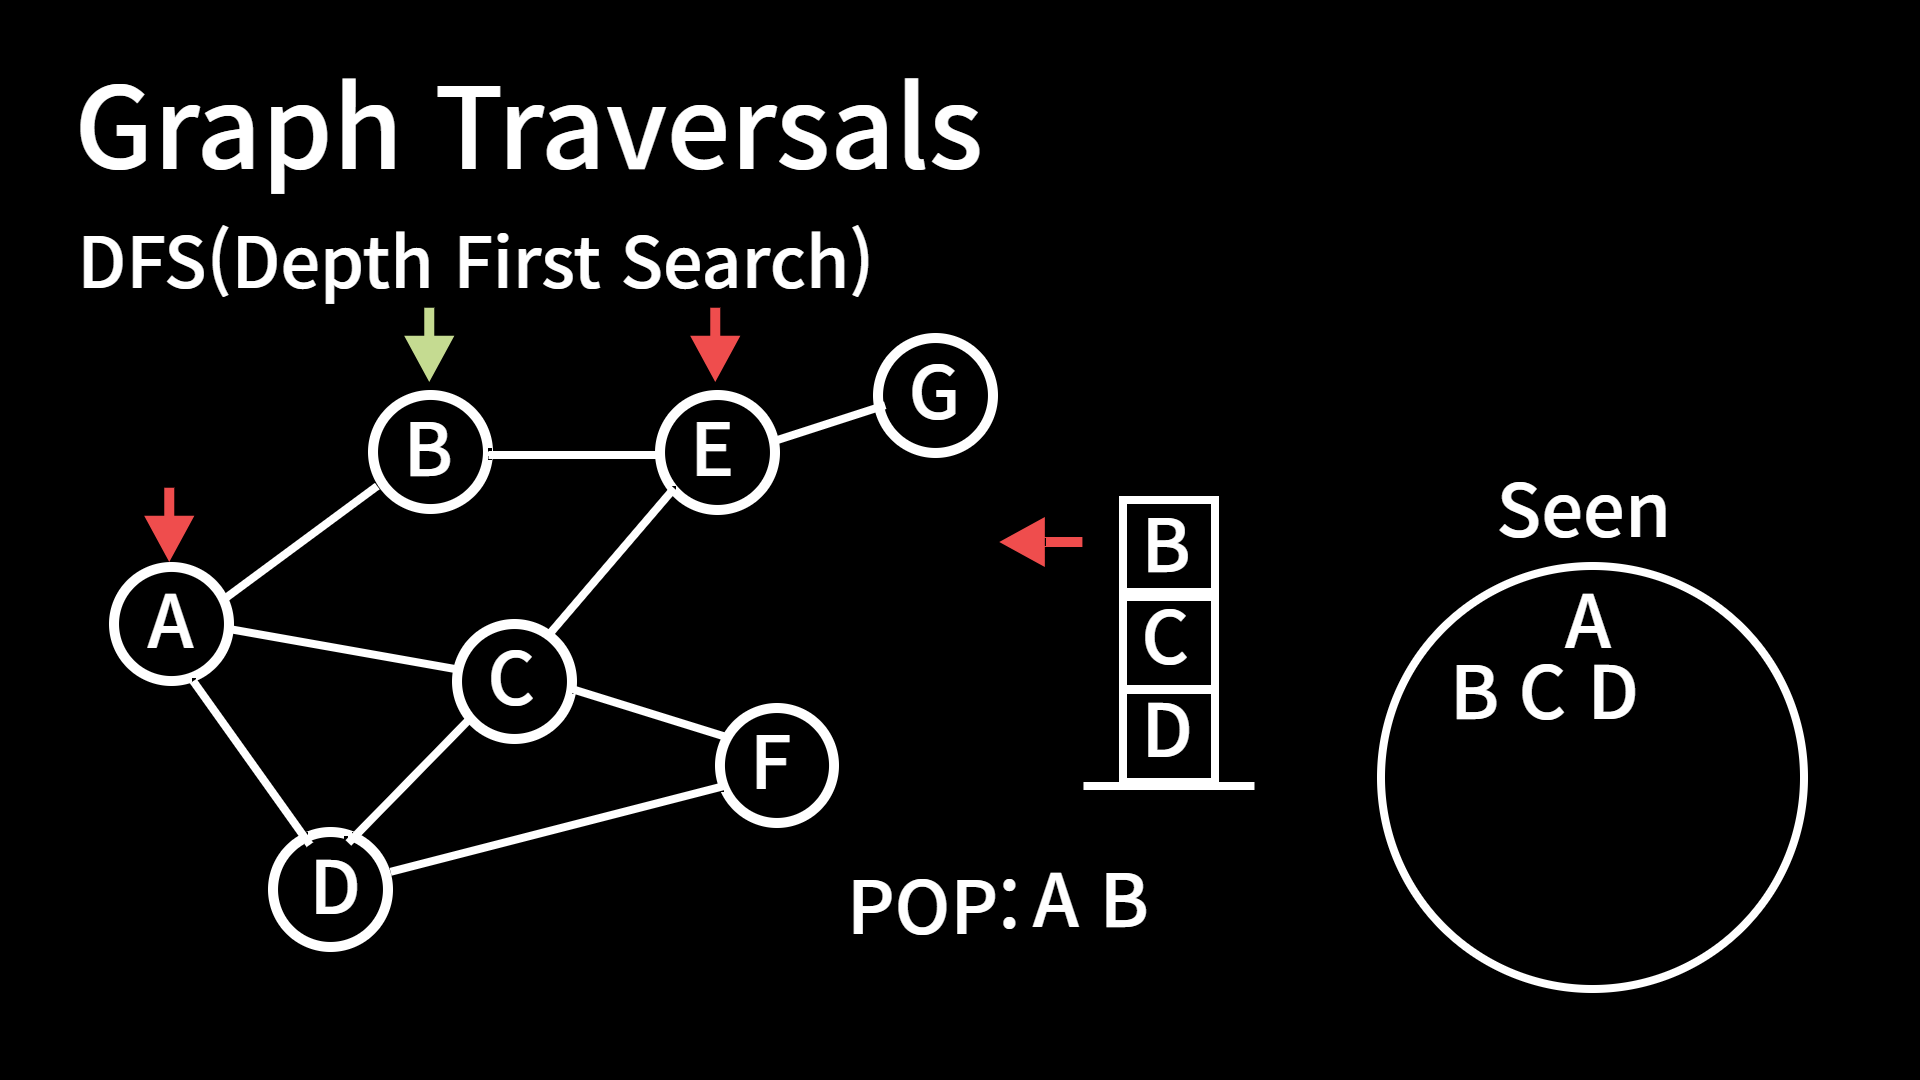 Graph Traversals
DFS(Depth First Search)
G
B
E
A
C
F
D
B
C
D
POP: A B
Seen
A
B C D